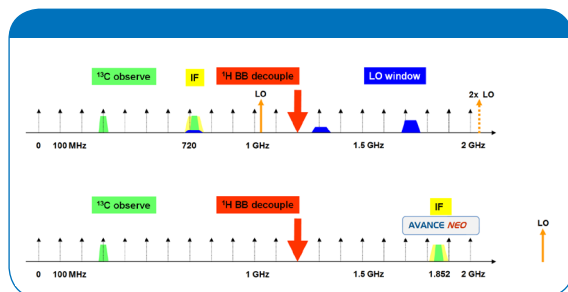 ¹³C observe IF ¹H BB decouple LO window
LO 2x LO
0 100 MHz 720 1 GHz 1.5 GHz 2 GHz
¹³C observe ¹H BB decouple IF
AVANCE NEO
LO
0 100 MHz 1 GHz 1.5 GHz 1.852 2 GHz